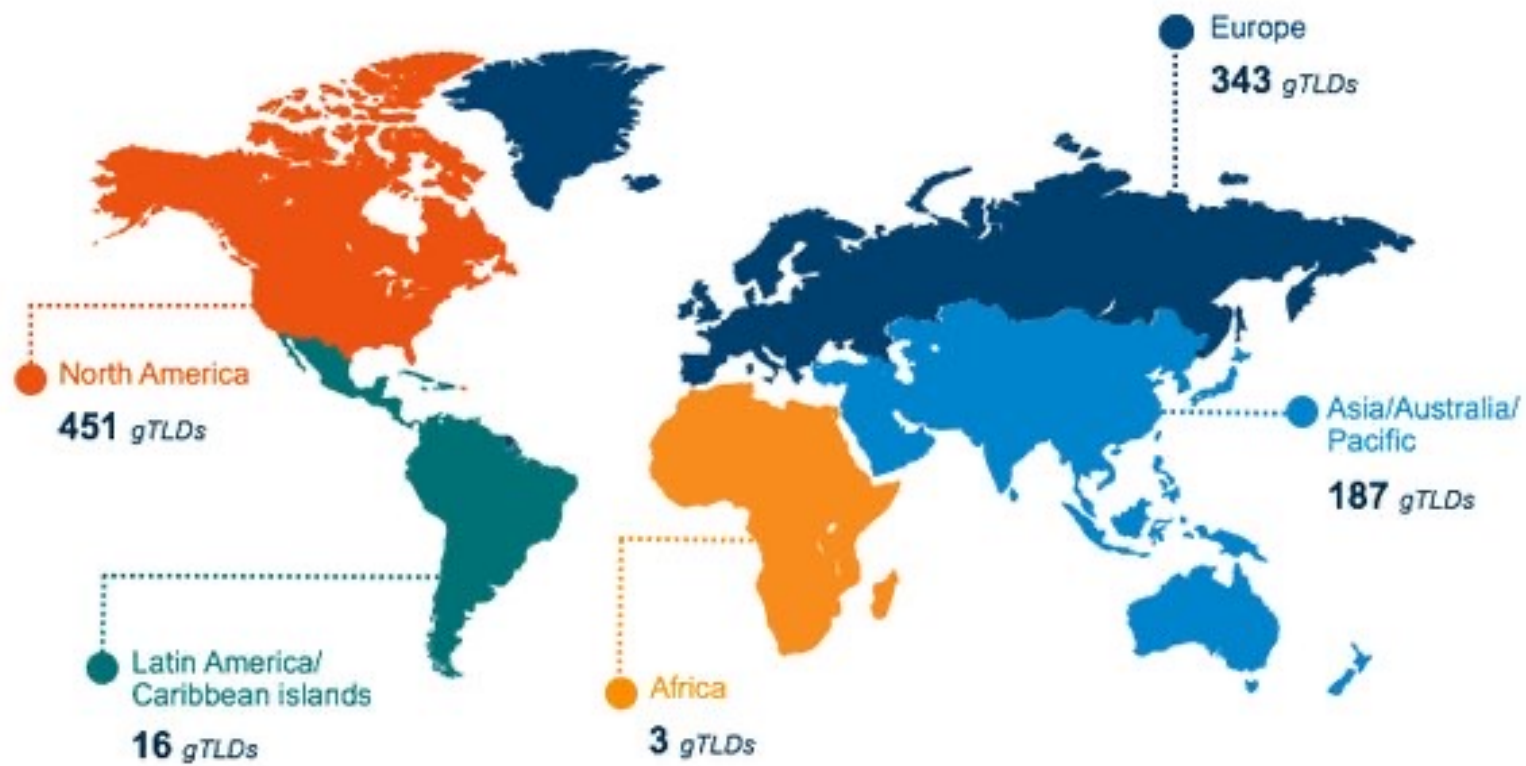 Europe
343 gTLDs
North America
451 gTLDs
Asia/Australia/
Pacific
187 gTLDs
Latin America/
Caribbean islands
16 gTLDs
Africa
3 gTLDs